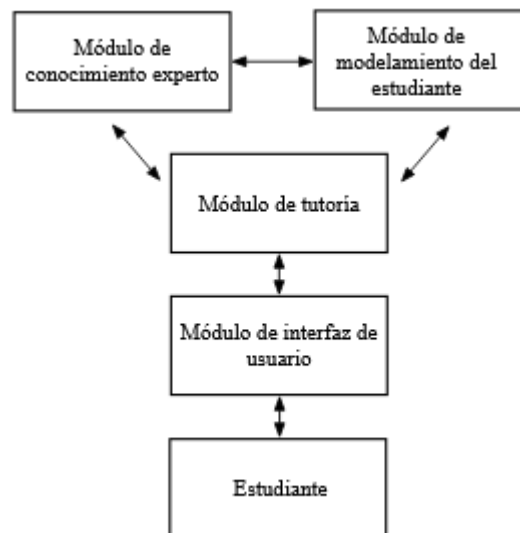 Módulo de
conocimiento experto
Módulo de
modelamiento del
estudiante
Módulo de tutoría
Módulo de interfaz de
usuario
Estudiante